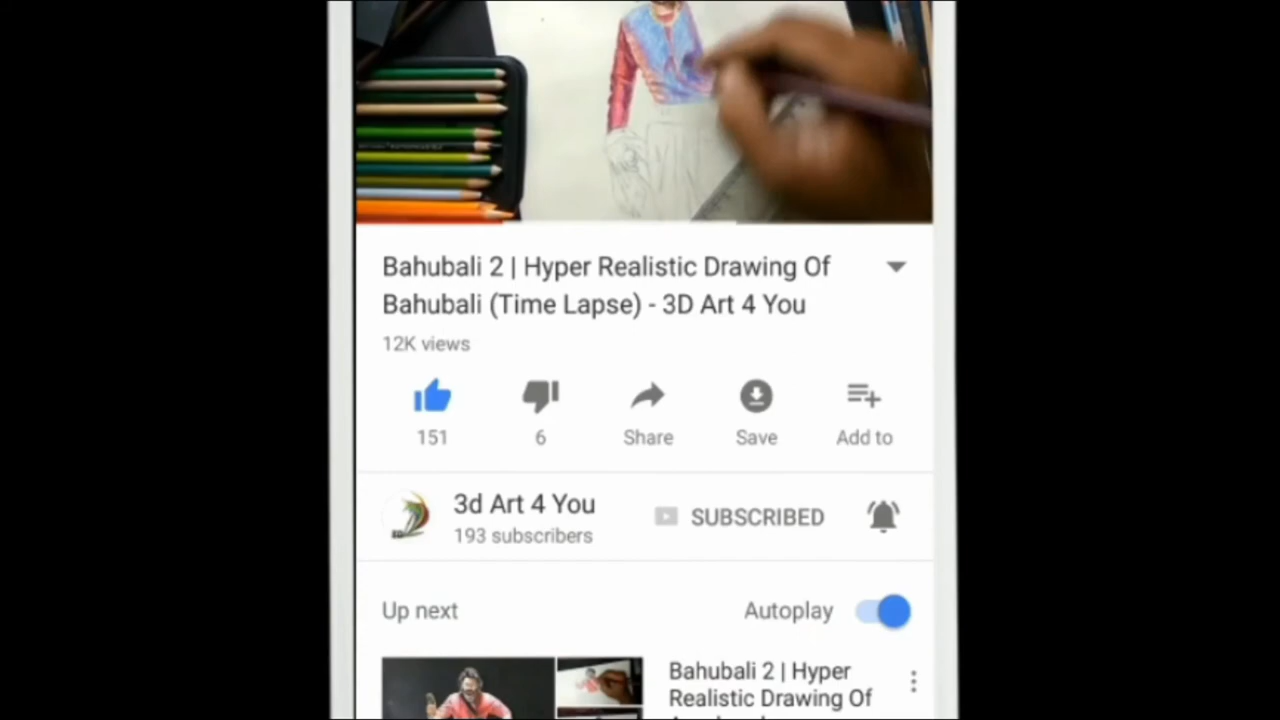 Bahubali 2 | Hyper Realistic Drawing Of
Bahubali (Time Lapse) - 3D Art 4 You
12K views
151
6
Share
Save
Add to
3d Art 4 You
193 subscribers
SUBSCRIBED
Up next
Autoplay
Bahubali 2 | Hyper
Realistic Drawing Of